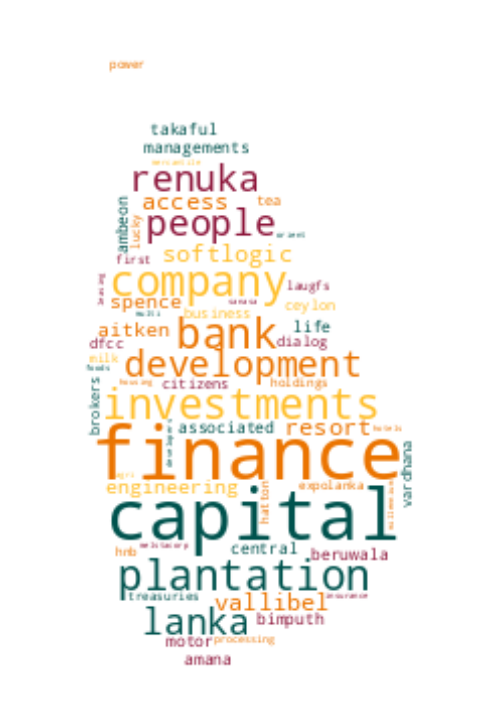 power
takaful
managements
mercantile
renuka
access tea
ambeon
lucky
people
orient
softlogic
first
company
laugfs
spence
sanasa
ceylon
business
multi
aitken
bank
life
dfcc
dialog
milk
development
foods
housing
citizens
holdings
brokers
investments
developers
associated
resort
hotels
finance
vardhana
agri
engineering
hatton
expolanka
capital
central
melstacorp
hnb
beruwala
plantation
treasuries
vallibel
insurance
lanka
bimputh
motor
processing
amana